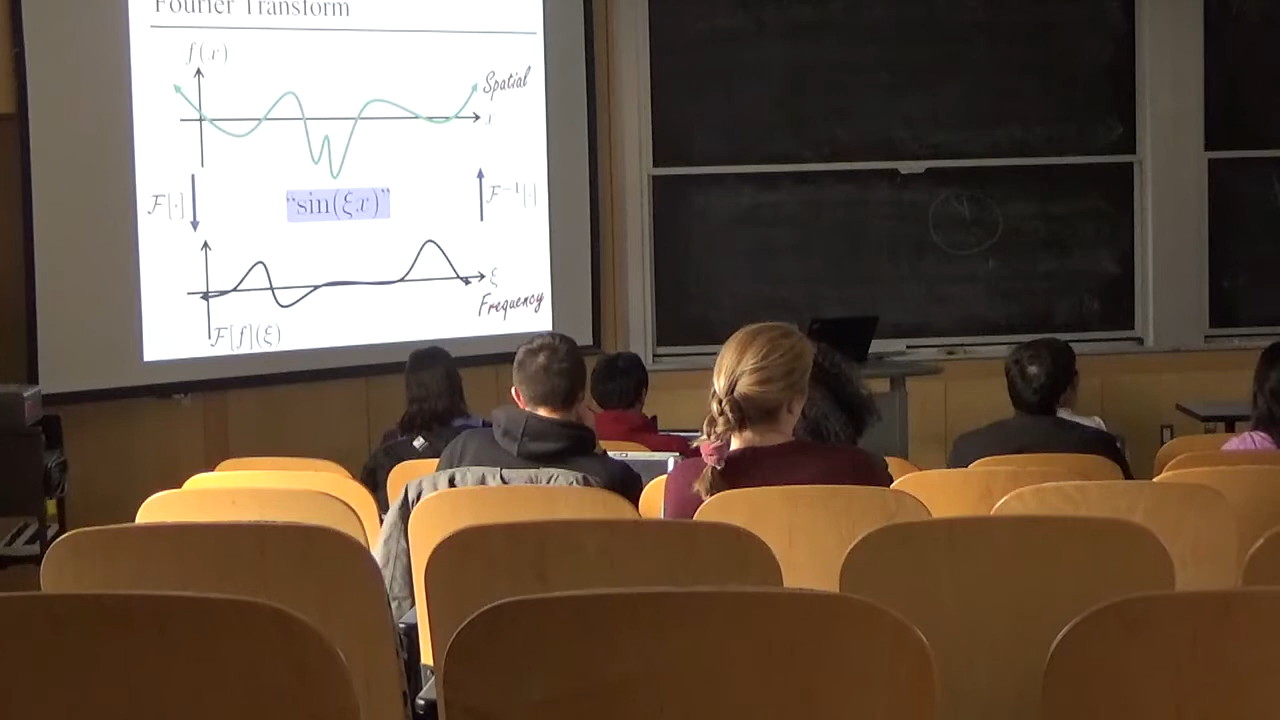 Fourier Transform
f(x)
Spatial
x
F[·]
"sin(ξx)"
F⁻¹[·]
ξ
Frequency
F[f](ξ)